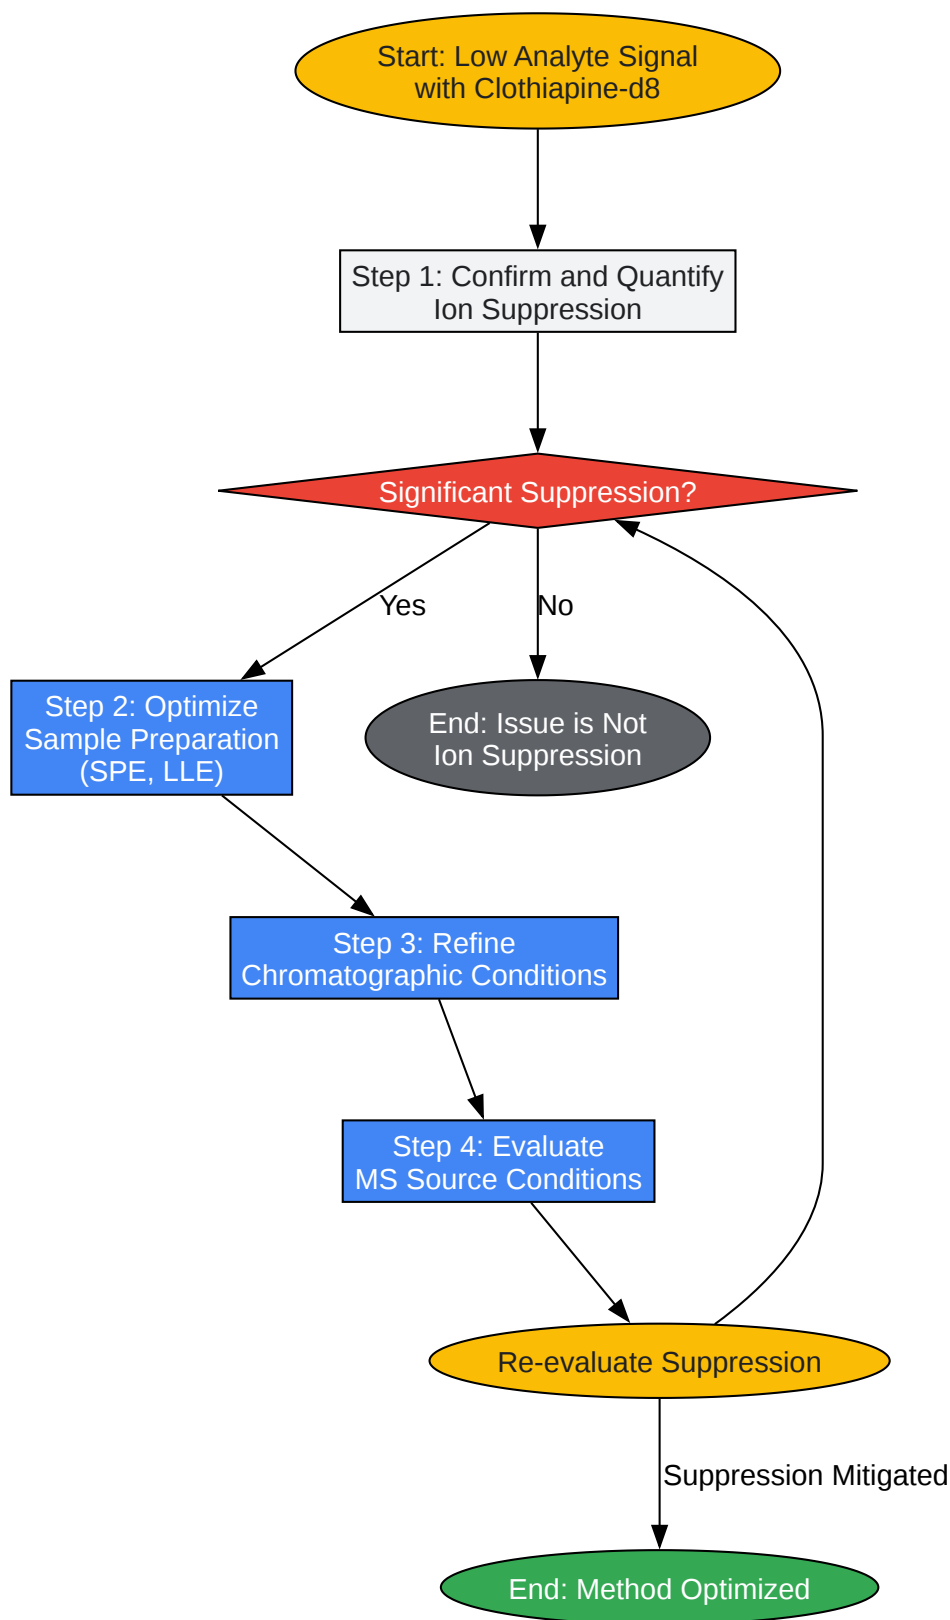 Start: Low Analyte Signal
with Clothiapine-d8
Step 1: Confirm and Quantify
Ion Suppression
Significant Suppression?
Yes
No
Step 2: Optimize
Sample Preparation
(SPE, LLE)
End: Issue is Not
Ion Suppression
Step 3: Refine
Chromatographic Conditions
Step 4: Evaluate
MS Source Conditions
Re-evaluate Suppression
Suppression Mitigated
End: Method Optimized